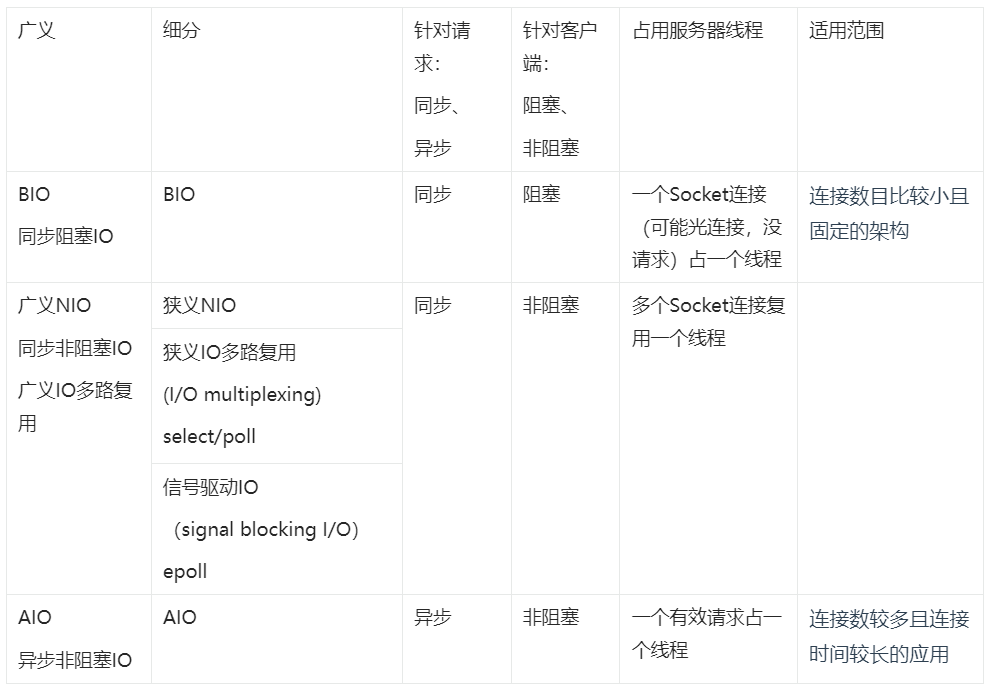 广义
细分
针对请
求：
同步、
异步
针对客户
端：
阻塞、
非阻塞
占用服务器线程
适用范围
BIO
同步阻塞IO
BIO
同步
阻塞
一个Socket连接
（可能光连接，没
请求）占一个线程
连接数目比较小且
固定的架构
广义NIO
同步非阻塞IO
广义IO多路复
用
狭义NIO
狭义IO多路复用
(I/O multiplexing)
select/poll
信号驱动IO
（signal blocking I/O）
epoll
同步
非阻塞
多个Socket连接复
用一个线程
AIO
异步非阻塞IO
AIO
异步
非阻塞
一个有效请求占一
个线程
连接数较多且连接
时间较长的应用